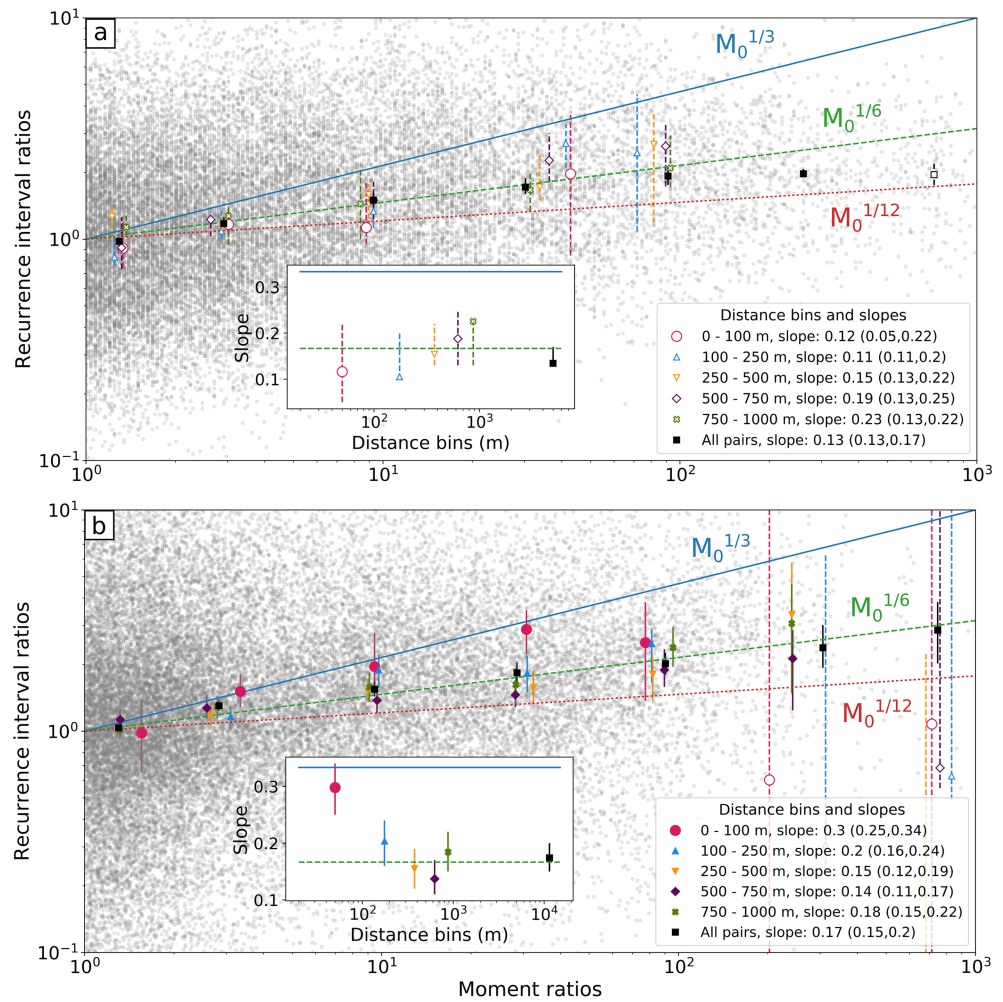 a
10^1
10^0
10^-1
Recurrence interval ratios
M_0^1/3
M_0^1/6
M_0^1/12
0.3
0.2
0.1
Slope
10^2
10^3
Distance bins (m)
Distance bins and slopes
0 - 100 m, slope: 0.12 (0.05,0.22)
100 - 250 m, slope: 0.11 (0.11,0.2)
250 - 500 m, slope: 0.15 (0.13,0.22)
500 - 750 m, slope: 0.19 (0.13,0.25)
750 - 1000 m, slope: 0.23 (0.13,0.22)
All pairs, slope: 0.13 (0.13,0.17)
10^0
10^1
10^2
10^3
b
10^1
10^0
10^-1
Recurrence interval ratios
M_0^1/3
M_0^1/6
M_0^1/12
0.3
0.2
0.1
Slope
10^2
10^3
10^4
Distance bins (m)
Distance bins and slopes
0 - 100 m, slope: 0.3 (0.25,0.34)
100 - 250 m, slope: 0.2 (0.16,0.24)
250 - 500 m, slope: 0.15 (0.12,0.19)
500 - 750 m, slope: 0.14 (0.11,0.17)
750 - 1000 m, slope: 0.18 (0.15,0.22)
All pairs, slope: 0.17 (0.15,0.2)
10^0
10^1
10^2
10^3
Moment ratios